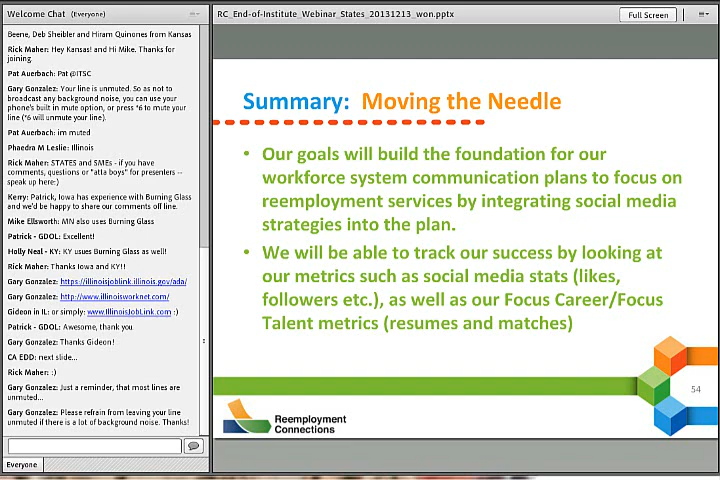 Welcome Chat (Everyone)
Beene, Deb Sheibler and Hiram Quinones from Kansas
Rick Maher: Hey Kansas! and Hi Mike. Thanks for
joining.
Pat Auerbach: Pat @ITSC
Gary Gonzalez: Your line is unmuted. So as not to
broadcast any background noise, you can use your
phone's built in mute option, or press *6 to mute your
line (*6 will unmute your line).
Pat Auerbach: im muted
Phaedra M Leslie: Illinois
Rick Maher: STATES and SMEs - if you have
comments, questions or "atta boys" for presenters --
speak up here:)
Kerry: Patrick, Iowa has experience with Burning Glass
and we'd be happy to share our comments off line.
Mike Ellsworth: MN also uses Burning Glass
Patrick - GDOL: Excellent!
Holly Neal - KY: KY usues Burning Glass as well!
Rick Maher: Thanks Iowa and KY!!
Gary Gonzalez: https://illinoisjoblink.illinois.gov/ada/
Gary Gonzalez: http://www.illinoisworknet.com/
Gideon in IL: or simply: www.IllinoisJobLink.com :)
Patrick - GDOL: Awesome, thank you
Gary Gonzalez: Thanks Gideon!
CA EDD: next slide...
Rick Maher: :)
Gary Gonzalez: Just a reminder, that most lines are
unmuted...
Gary Gonzalez: Please refrain from leaving your line
unmuted if there is a lot of background noise. Thanks!
Everyone
RC_End-of-Institute_Webinar_States_20131213_won.pptx
Full Screen
Summary: Moving the Needle
• Our goals will build the foundation for our
workforce system communication plans to focus on
reemployment services by integrating social media
strategies into the plan.
• We will be able to track our success by looking at
our metrics such as social media stats (likes,
followers etc.), as well as our Focus Career/Focus
Talent metrics (resumes and matches)
54
Reemployment
Connections